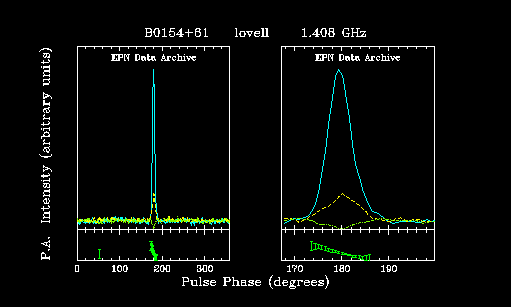 B0154+61 lovell 1.408 GHz
EPN Data Archive EPN Data Archive
Intensity (arbitrary units)
P.A.
0 100 200 300 170 180 190
Pulse Phase (degrees)